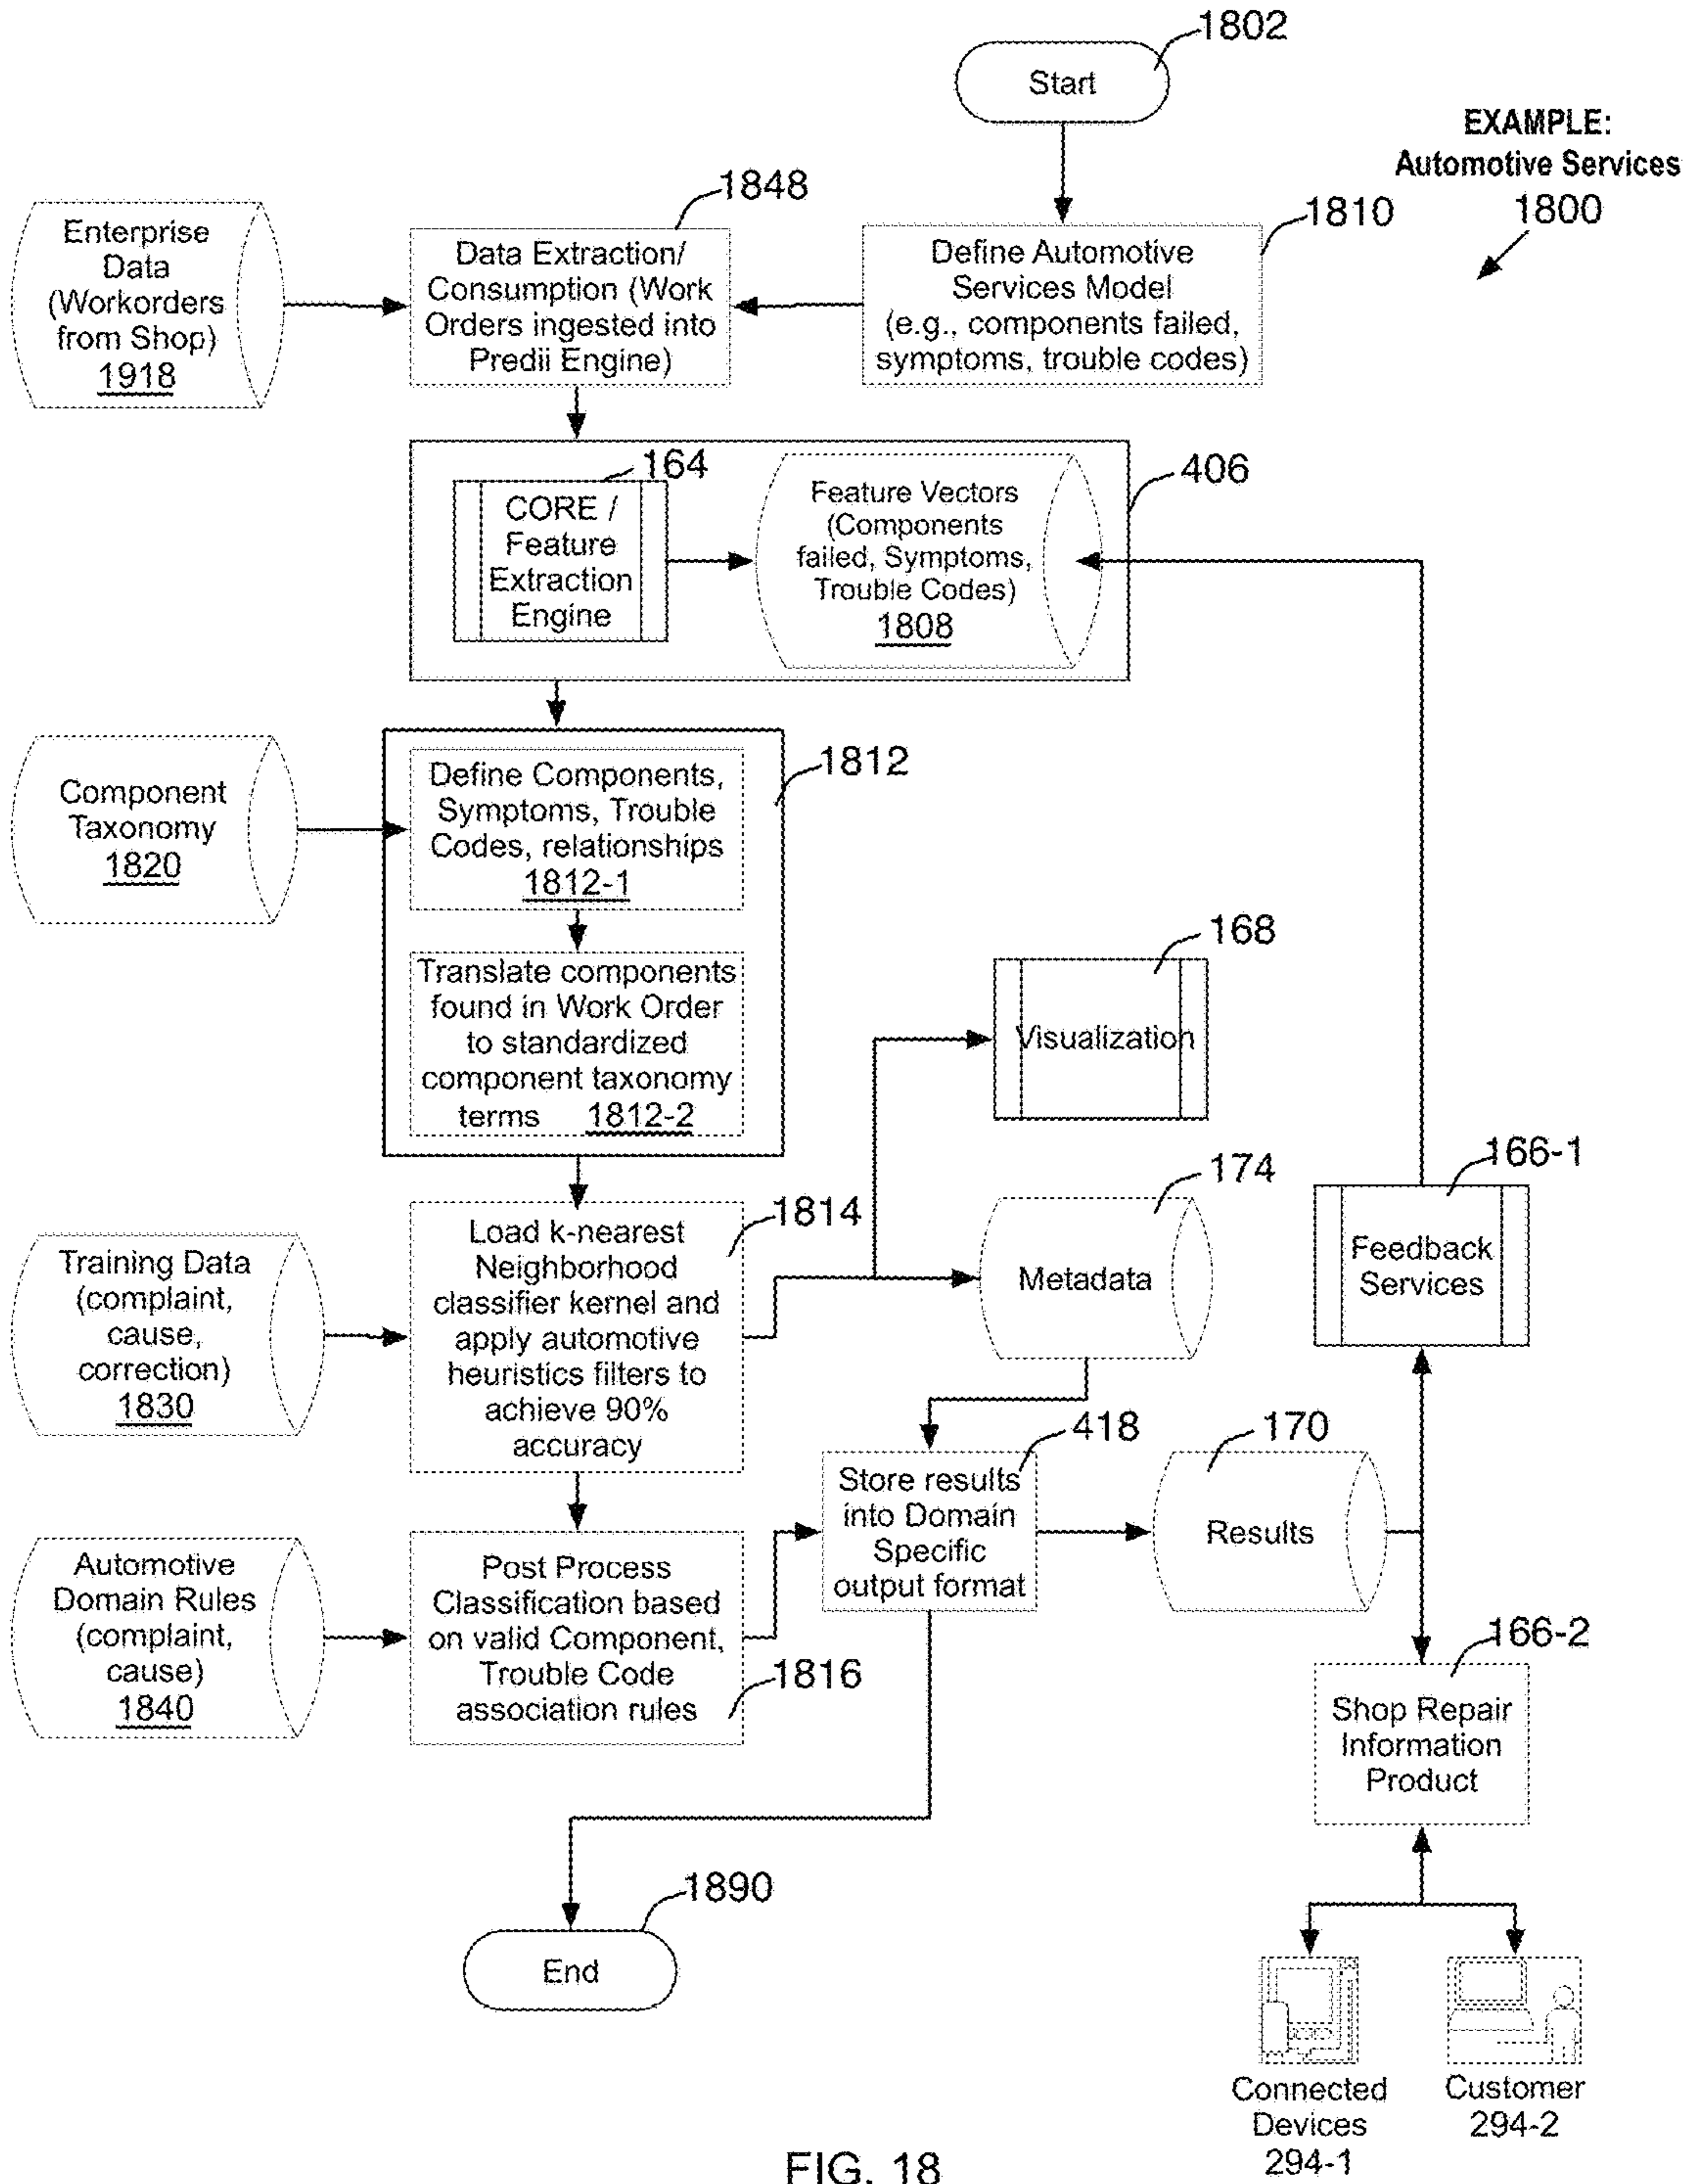 1802
Start
EXAMPLE:
Automotive Services
1800
1848
1810
Enterprise
Data
(Workorders
from Shop)
1918
Data Extraction/
Consumption (Work
Orders ingested into
Predii Engine)
Define Automotive
Services Model
(e.g., components failed,
symptoms, trouble codes)
164
406
CORE /
Feature
Extraction
Engine
Feature Vectors
(Components
failed, Symptoms,
Trouble Codes)
1808
1812
Component
Taxonomy
1820
Define Components,
Symptoms, Trouble
Codes, relationships
1812-1
Translate components
found in Work Order
to standardized
component taxonomy
terms 1812-2
168
Visualization
174
Metadata
166-1
Feedback
Services
1814
Training Data
(complaint,
cause,
correction)
1830
Load k-nearest
Neighborhood
classifier kernel and
apply automotive
heuristics filters to
achieve 90%
accuracy
418
Store results
into Domain
Specific
output format
170
Results
Automotive
Domain Rules
(complaint,
cause)
1840
Post Process
Classification based
on valid Component,
Trouble Code
association rules
1816
166-2
Shop Repair
Information
Product
1890
End
Connected
Devices
294-1
Customer
294-2
FIG. 18